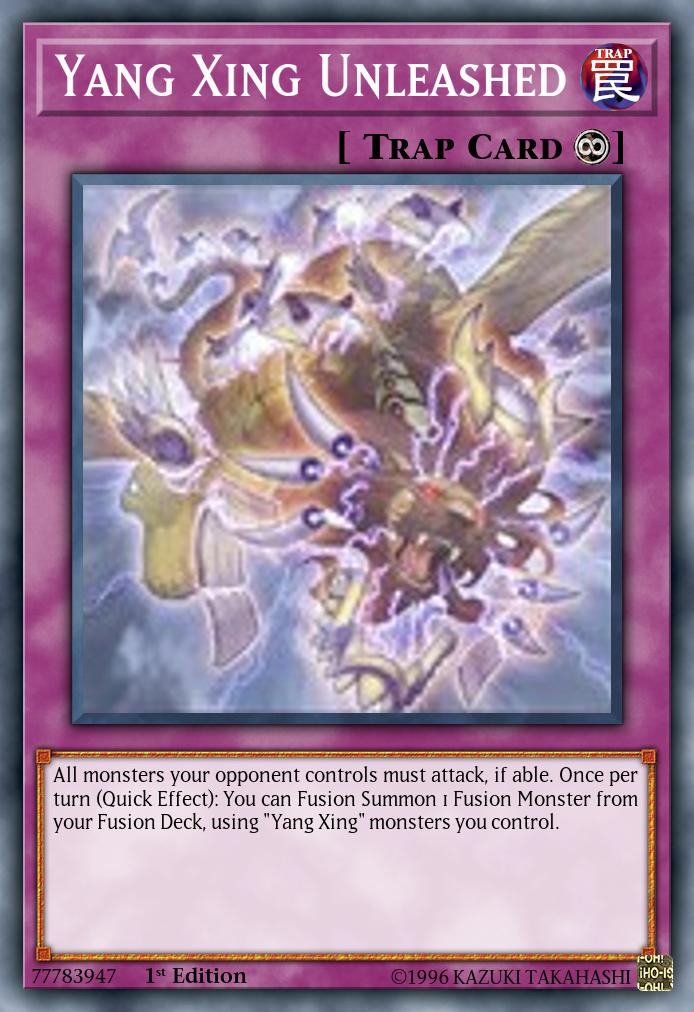 Yang Xing Unleashed
TRAP
罠
[ Trap Card ]
All monsters your opponent controls must attack, if able. Once per
turn (Quick Effect): You can Fusion Summon 1 Fusion Monster from
your Fusion Deck, using "Yang Xing" monsters you control.
77783947 1st Edition ©1996 KAZUKI TAKAHASHI